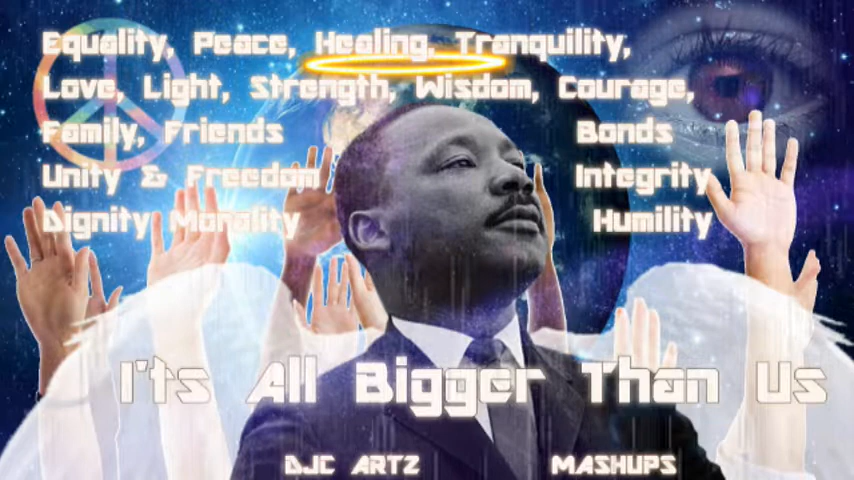 Equality, Peace, Healing, Tranquility,
Love, Light, Strength, Wisdom, Courage,
Family, Friends Bonds
Unity & Freedom Integrity
Dignity Morality Humility
I'ts All Bigger Than Us
DJC ARTZ MASHUPS